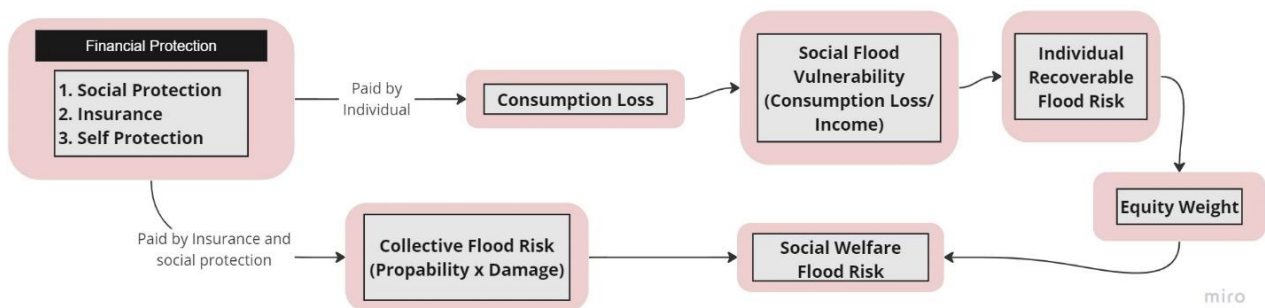 Financial Protection
1. Social Protection
2. Insurance
3. Self Protection
Paid by
Individual
Consumption Loss
Social Flood
Vulnerability
(Consumption Loss/
Income)
Individual
Recoverable
Flood Risk
Equity Weight
Paid by Insurance and
social protection
Collective Flood Risk
(Propability x Damage)
Social Welfare
Flood Risk
miro